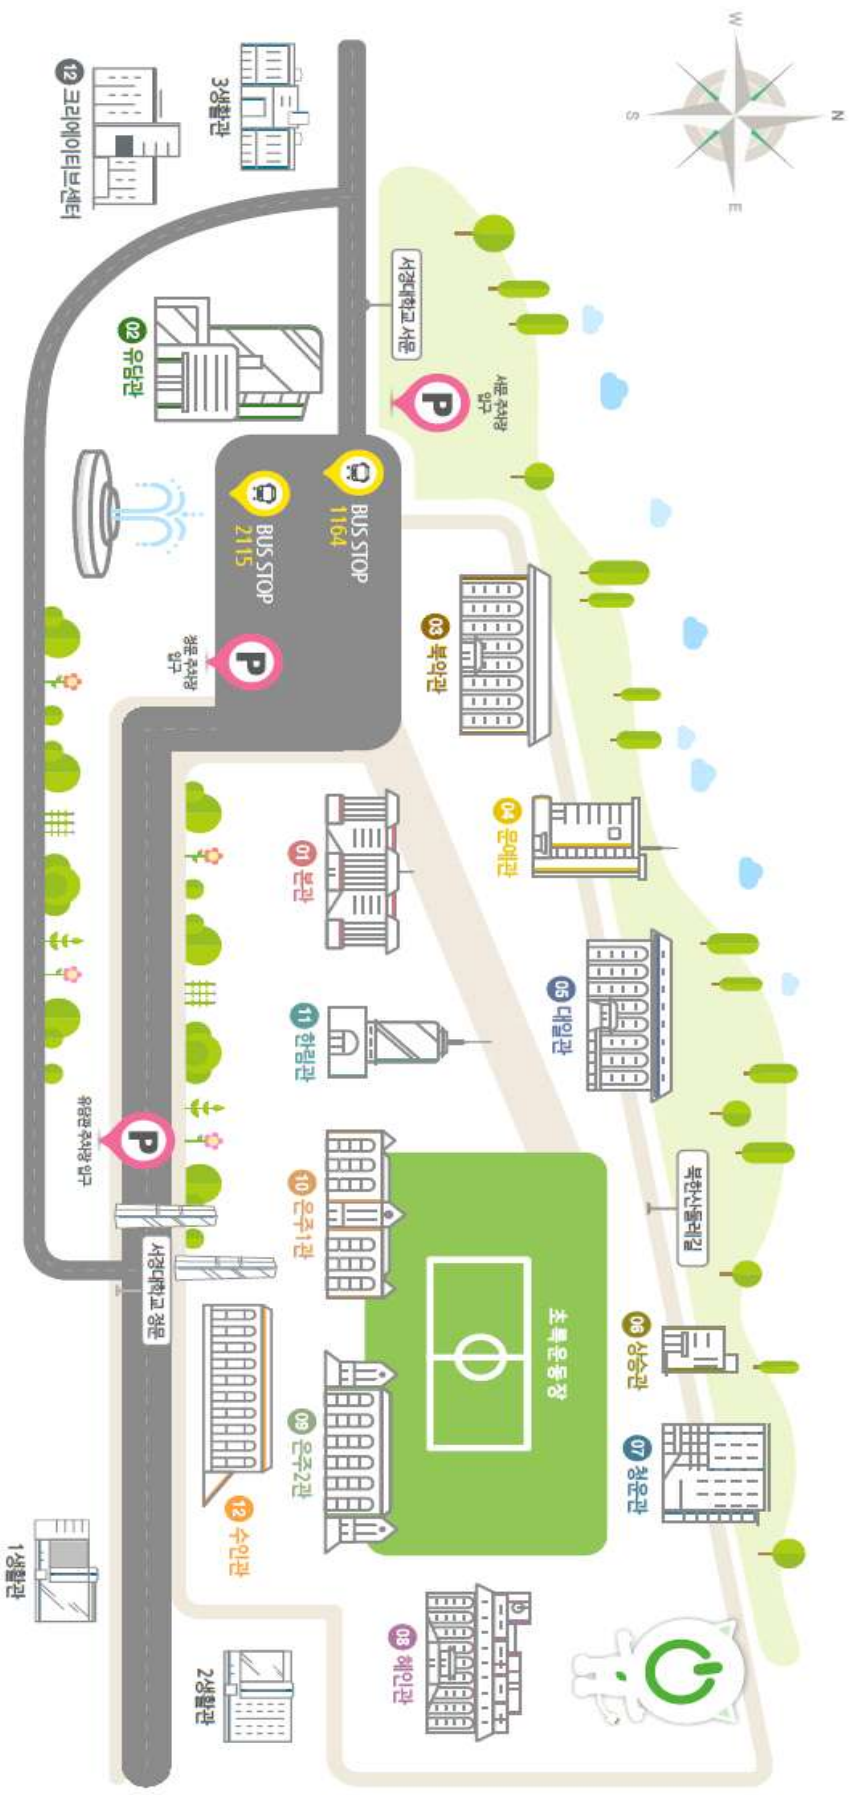 W
N
S
E
3생활관
12 크리에이티브센터
서경대학교 서문
02 유담관
서문 주차장
입구
P
BUS STOP
1164
BUS STOP
2115
03 북악관
정문 주차장
입구
P
04 문예관
01 본관
05 대일관
11 한림관
북한산둘레길
유담관 주차장 입구
P
10 은주1관
서경대학교 정문
초록운동장
06 상승관
07 청운관
09 은주2관
12 수인관
1생활관
08 혜인관
2생활관